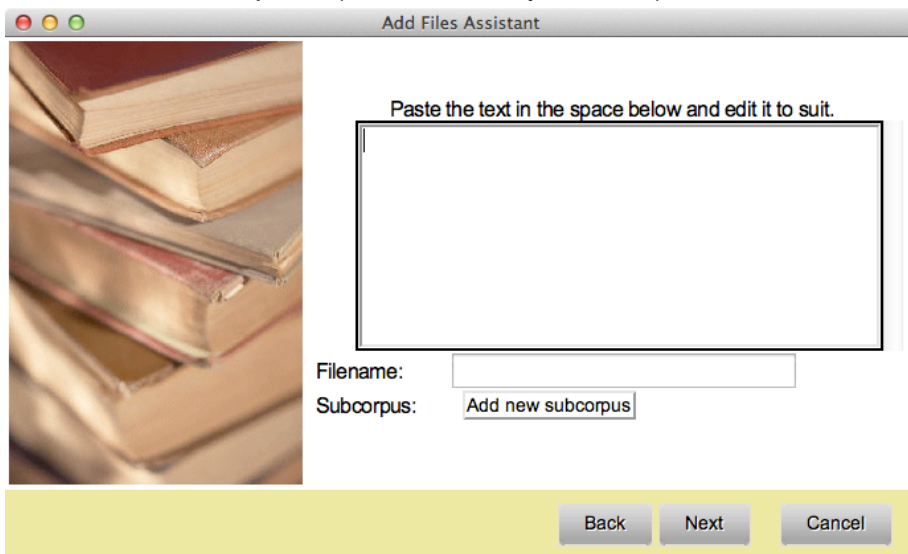 Add Files Assistant
Paste the text in the space below and edit it to suit.
Filename:
Subcorpus: Add new subcorpus
Back Next Cancel